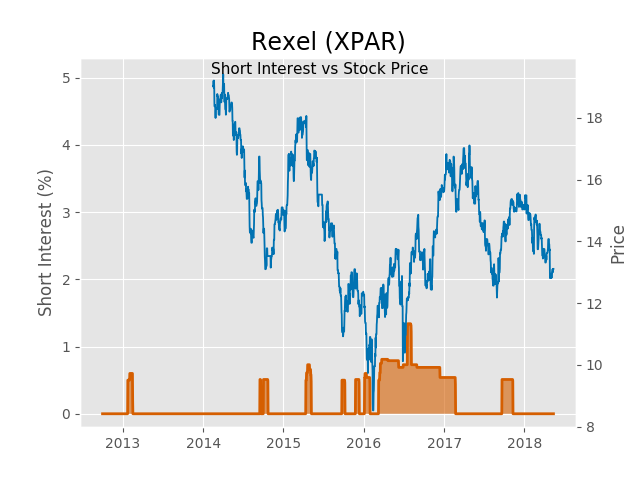 Rexel (XPAR)
Short Interest vs Stock Price
Short Interest (%)
5
4
3
2
1
0
18
16
14
12
10
8
Price
2013 2014 2015 2016 2017 2018